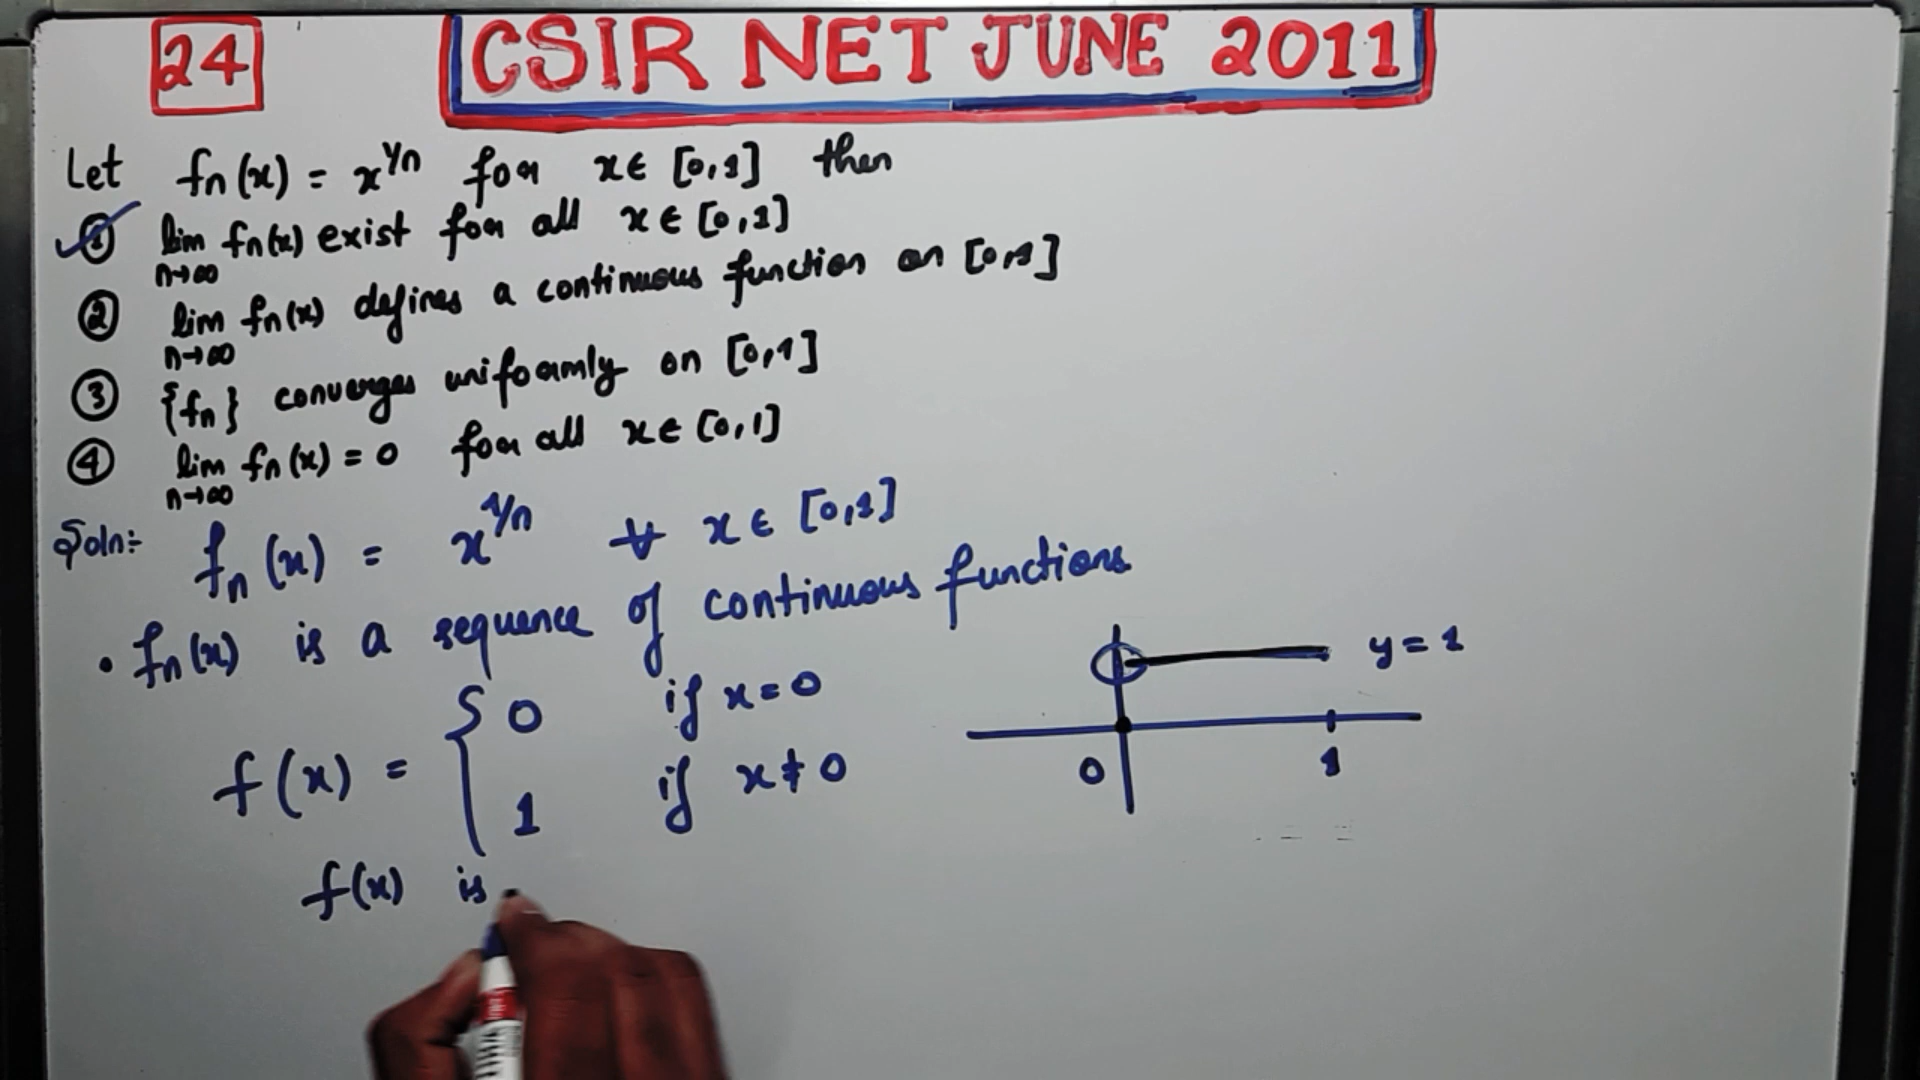 24
CSIR NET JUNE 2011
Let fn(x) = x^1/n for x ∈ [0,1] then
① lim n→∞ fn(x) exist for all x ∈ [0,1]
② lim n→∞ fn(x) defines a continuous function on [0,1]
③ {fn} converges uniformly on [0,1]
④ lim n→∞ fn(x) = 0 for all x ∈ [0,1]
Soln:- fn(x) = x^1/n ∀ x ∈ [0,1]
• fn(x) is a sequence of continuous functions
f(x) = { 0 if x = 0
1 if x ≠ 0
y = 1
0 1
f(x) is